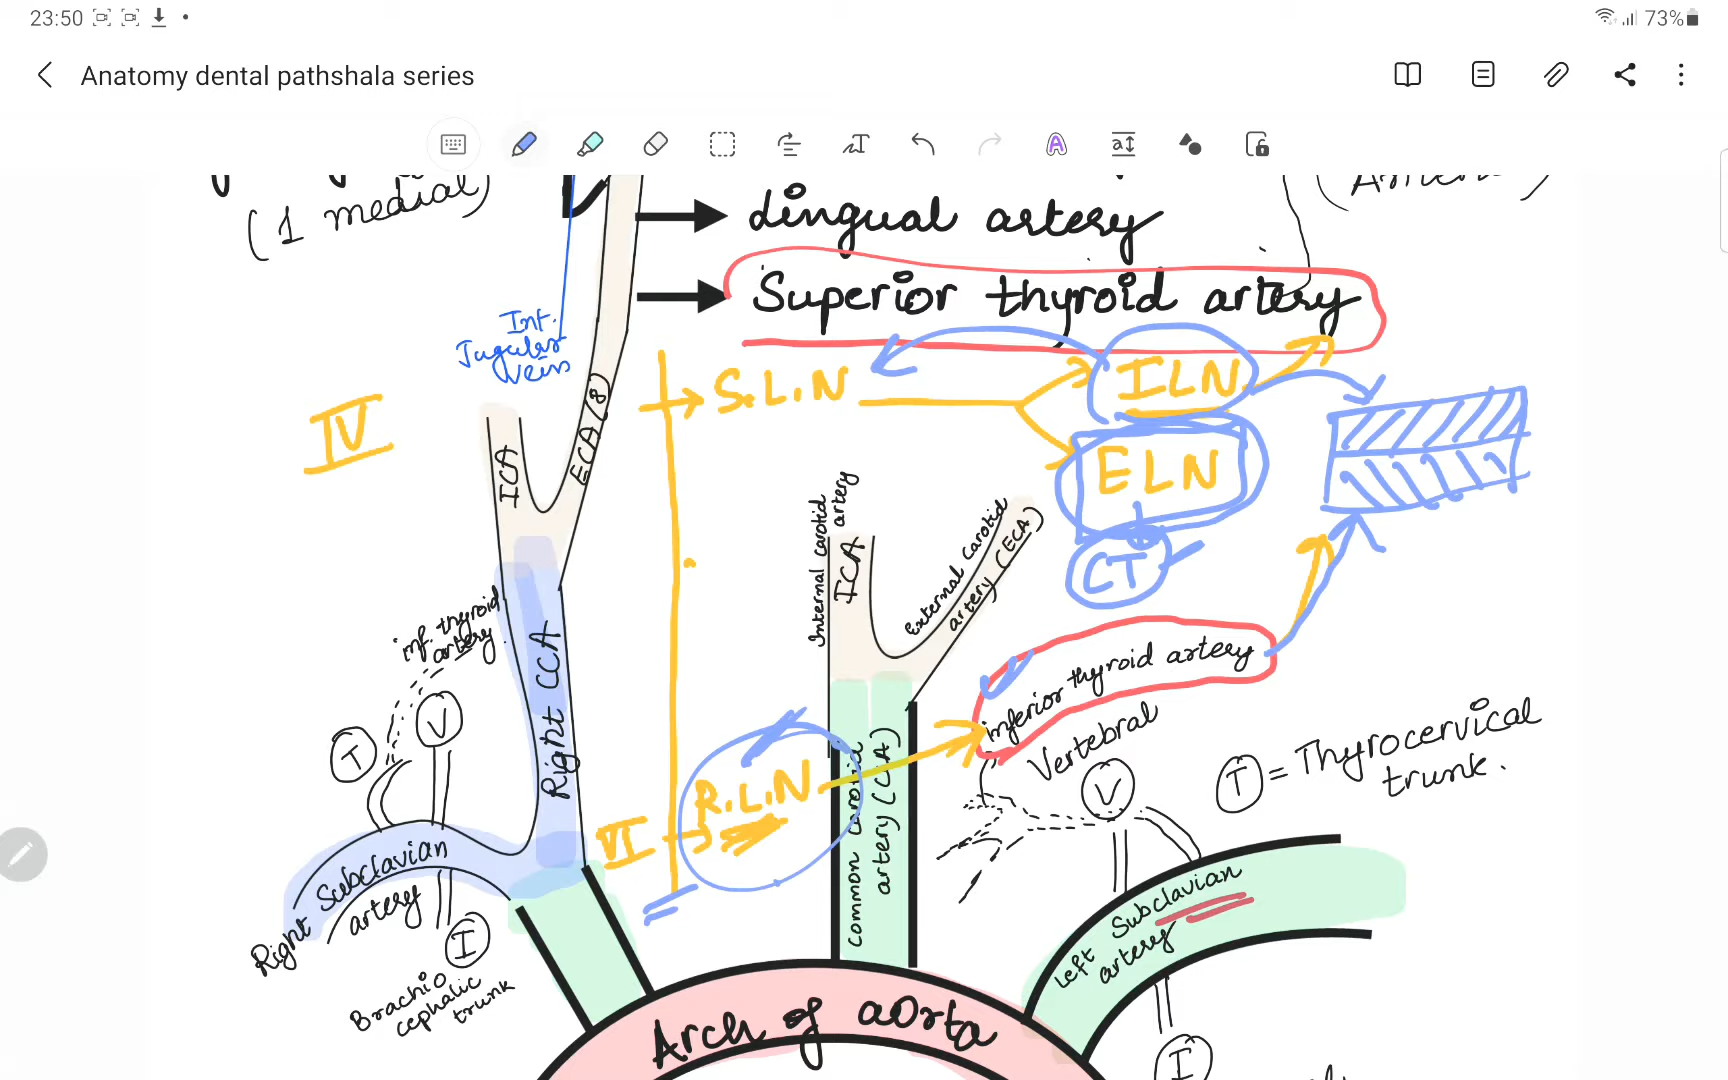 23:50
73%
Anatomy dental pathshala series
(1 medial)
Lingual artery
Superior thyroid artery
Int.
Jugular
vein
S.L.N
ILN
ELN
CT
IV
ICA
ECA (8)
Internal carotid
artery
ICA
External carotid
artery (ECA)
inf. thyroid
artery
Right CCA
inferior thyroid artery
Vertebral
T = Thyrocervical
trunk.
T
V
V
R.L.N
VI
common carotid
artery (CCA)
Right Subclavian
artery
I
Brachio
cephalic
trunk
Left Subclavian
artery
Arch of aorta
I